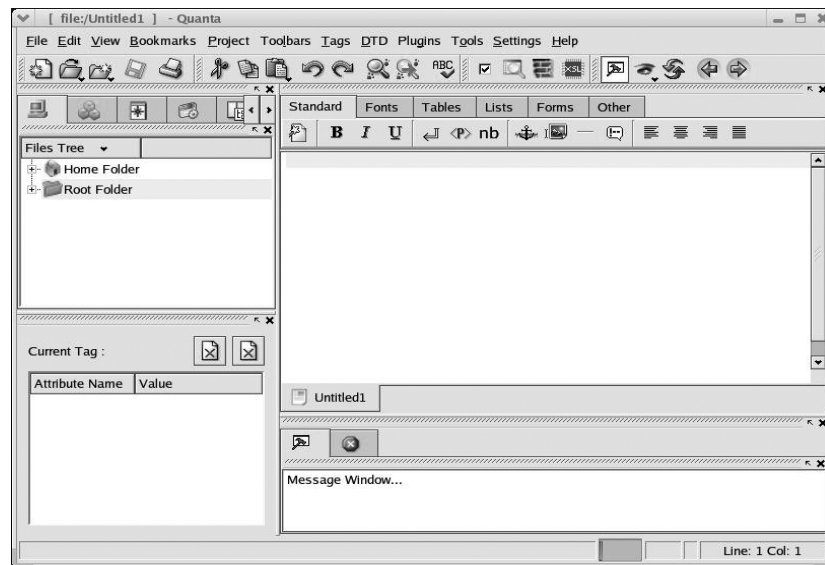 [ file:/Untitled1 ] - Quanta
File Edit View Bookmarks Project Toolbars Tags DTD Plugins Tools Settings Help
ABC
XSL
Standard Fonts Tables Lists Forms Other
B I U <P> nb
Files Tree
Home Folder
Root Folder
Current Tag :
Attribute Name Value
Untitled1
Message Window...
Line: 1 Col: 1